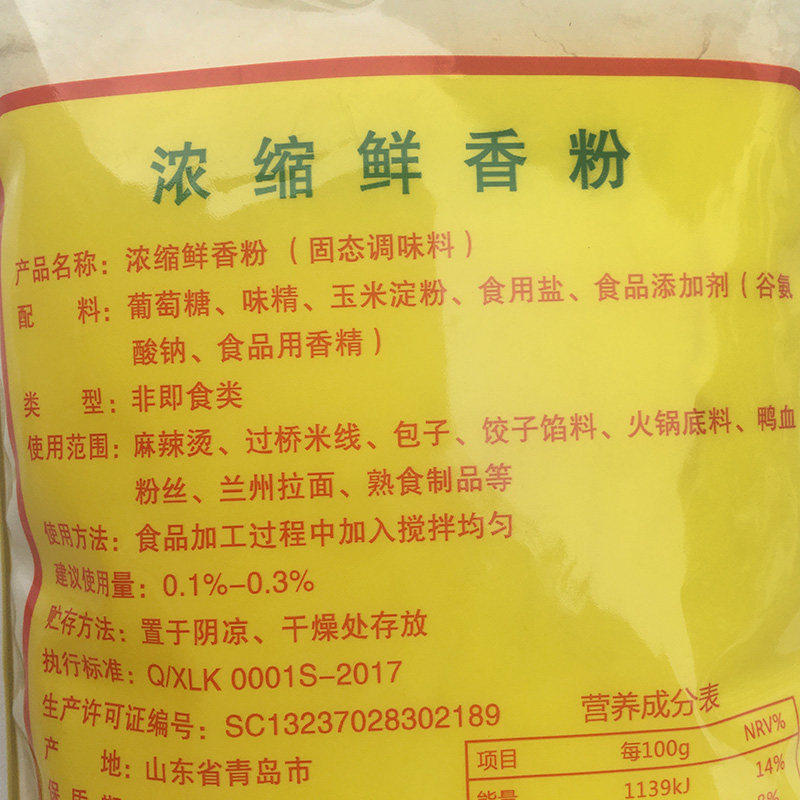 浓缩鲜香粉
产品名称：浓缩鲜香粉（固态调味料）
配 料：葡萄糖、味精、玉米淀粉、食用盐、食品添加剂（谷氨
酸钠、食品用香精）
类 型：非即食类
使用范围：麻辣烫、过桥米线、包子、饺子馅料、火锅底料、鸭血
粉丝、兰州拉面、熟食制品等
使用方法：食品加工过程中加入搅拌均匀
建议使用量：0.1%-0.3%
贮存方法：置于阴凉、干燥处存放
执行标准：Q/XLK 0001S-2017
生产许可证编号：SC13237028302189
产 地：山东省青岛市
保 质 期
营养成分表
项目 每100g NRV%
能量 1139kJ 14%
8%